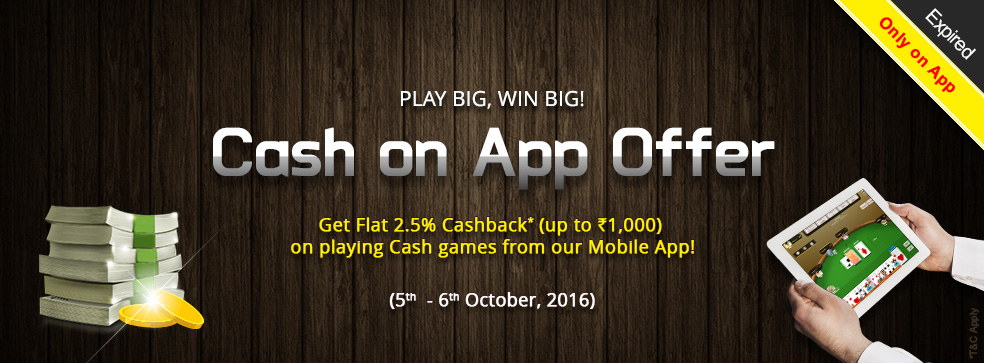 Expired
Only on App
PLAY BIG, WIN BIG!
Cash on App Offer
Get Flat 2.5% Cashback* (up to ₹1,000)
on playing Cash games from our Mobile App!
(5th - 6th October, 2016)
*T&C Apply